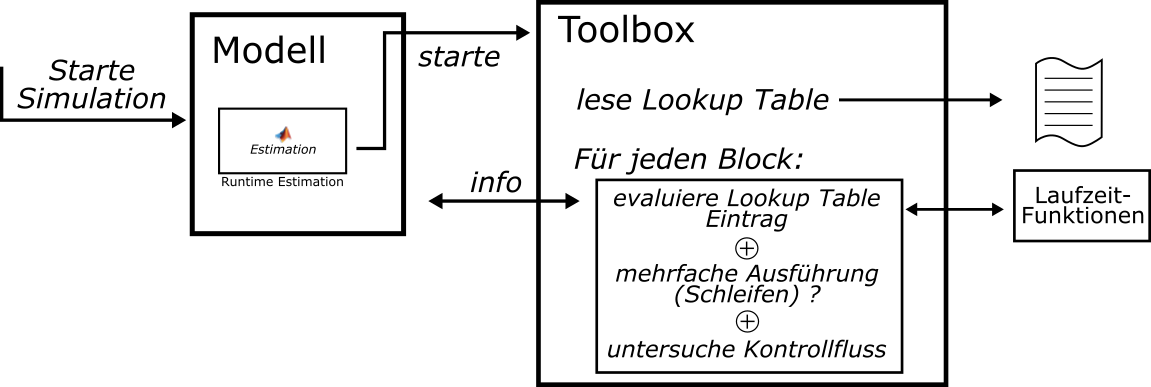 Starte
Simulation
Modell
Estimation
Runtime Estimation
starte
info
Toolbox
lese Lookup Table
Für jeden Block:
evaluiere Lookup Table
Eintrag
mehrfache Ausführung
(Schleifen) ?
untersuche Kontrollfluss
Laufzeit-
Funktionen